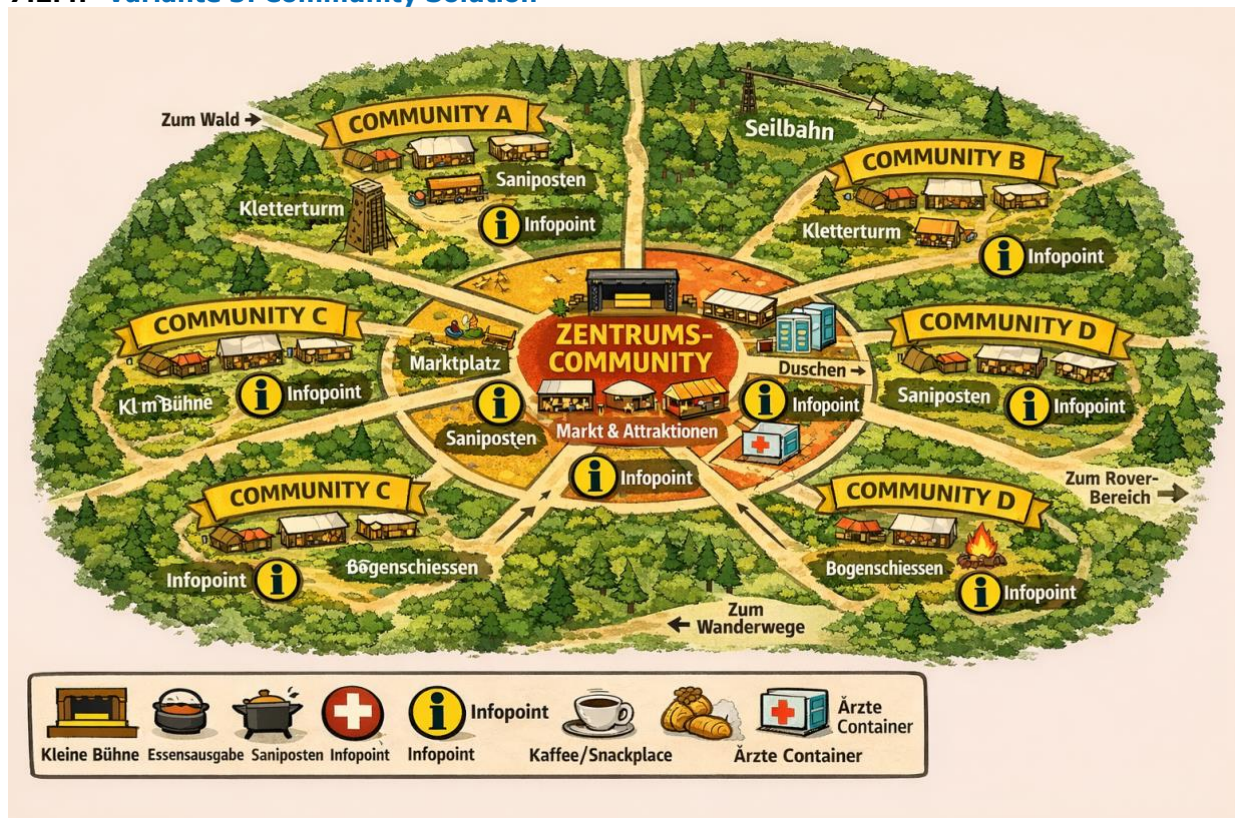 Zum Wald →
COMMUNITY A
Saniposten
Kletterturm
Infopoint
Seilbahn
COMMUNITY B
Kletterturm
Infopoint
COMMUNITY C
Infopoint
ZENTRUMS-
COMMUNITY
Marktplatz
Duschen →
Saniposten
Markt & Attraktionen
Infopoint
Infopoint
COMMUNITY D
Saniposten
Infopoint
Zum Rover-
Bereich →
COMMUNITY C
Infopoint
Bogenschiessen
COMMUNITY D
Bogenschiessen
Infopoint
Zum
← Wanderwege
Infopoint
Ärzte
Container
Kleine Bühne
Essensausgabe
Saniposten
Infopoint
Infopoint
Kaffee/Snackplace
Ärzte Container